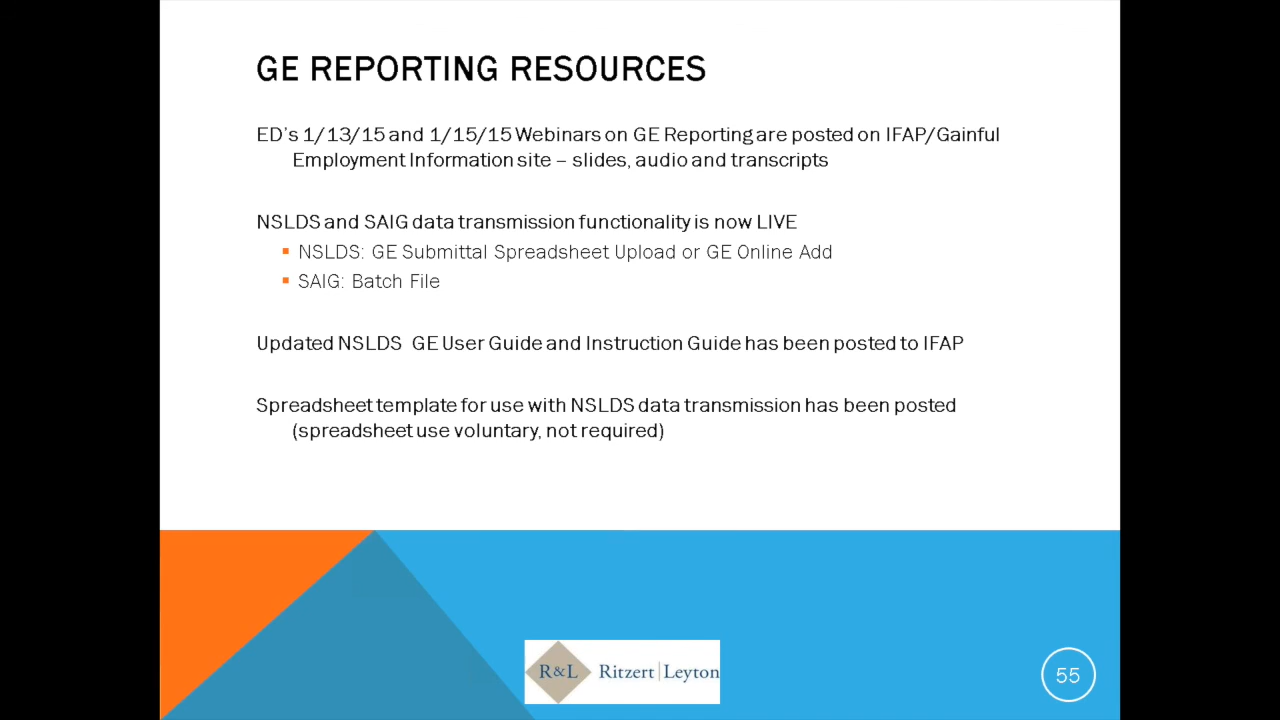 GE REPORTING RESOURCES
ED's 1/13/15 and 1/15/15 Webinars on GE Reporting are posted on IFAP/Gainful
Employment Information site – slides, audio and transcripts
NSLDS and SAIG data transmission functionality is now LIVE
▪ NSLDS: GE Submittal Spreadsheet Upload or GE Online Add
▪ SAIG: Batch File
Updated NSLDS  GE User Guide and Instruction Guide has been posted to IFAP
Spreadsheet template for use with NSLDS data transmission has been posted
(spreadsheet use voluntary, not required)
R&L Ritzert|Leyton
55